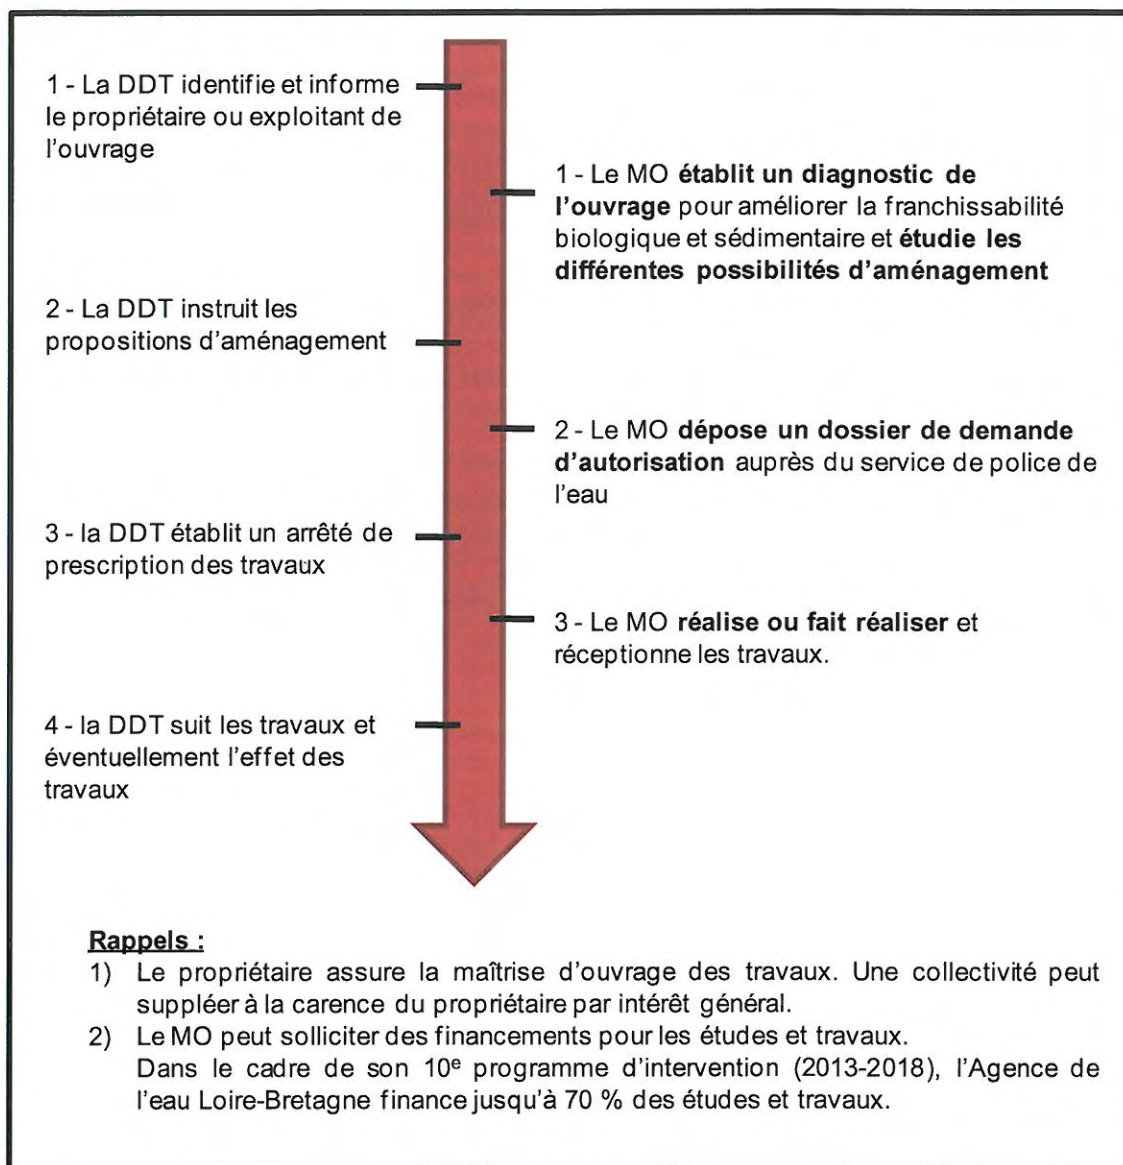 1 - La DDT identifie et informe
le propriétaire ou exploitant de
l'ouvrage
1 - Le MO établit un diagnostic de
l'ouvrage pour améliorer la franchissabilité
biologique et sédimentaire et étudie les
différentes possibilités d'aménagement
2 - La DDT instruit les
propositions d'aménagement
2 - Le MO dépose un dossier de demande
d'autorisation auprès du service de police de
l'eau
3 - la DDT établit un arrêté de
prescription des travaux
3 - Le MO réalise ou fait réaliser et
réceptionne les travaux.
4 - la DDT suit les travaux et
éventuellement l'effet des
travaux
Rappels :
1) Le propriétaire assure la maîtrise d'ouvrage des travaux. Une collectivité peut
suppléer à la carence du propriétaire par intérêt général.
2) Le MO peut solliciter des financements pour les études et travaux.
Dans le cadre de son 10e programme d'intervention (2013-2018), l'Agence de
l'eau Loire-Bretagne finance jusqu'à 70 % des études et travaux.